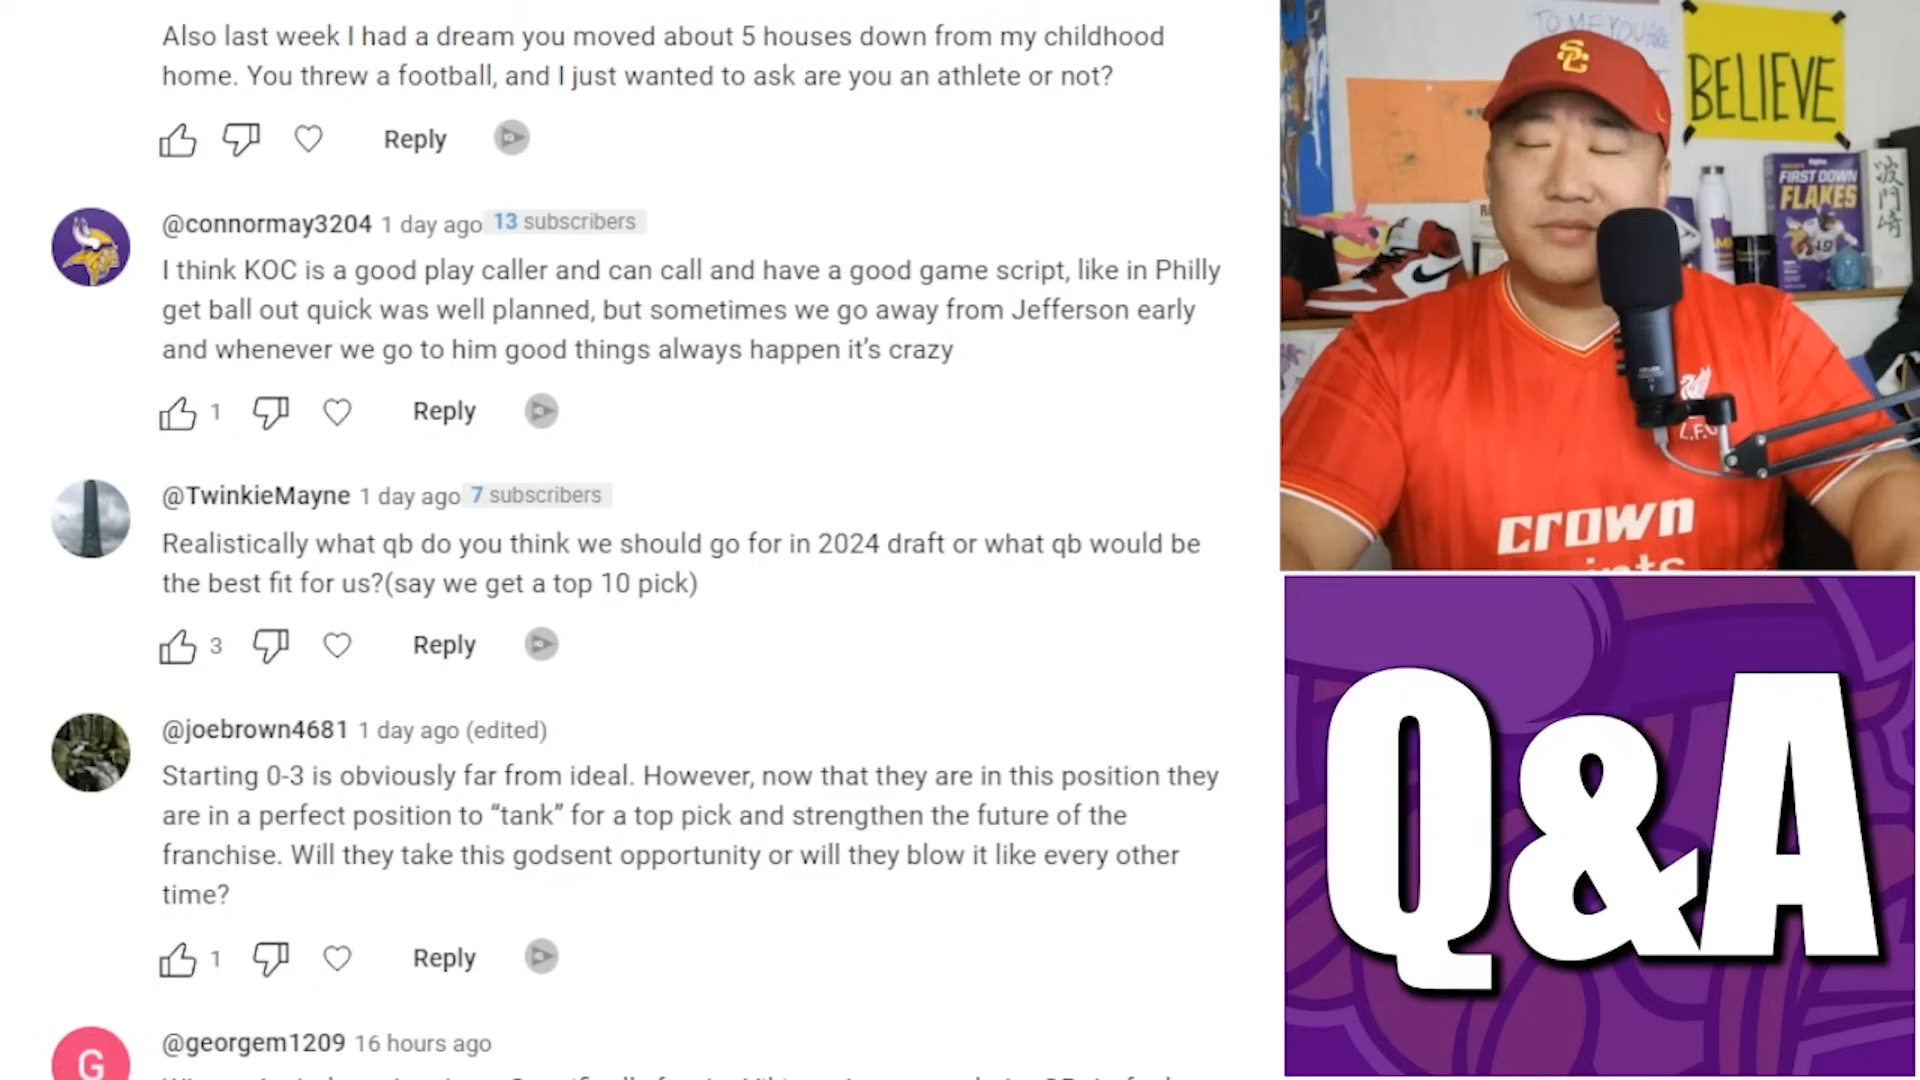 Also last week I had a dream you moved about 5 houses down from my childhood
home. You threw a football, and I just wanted to ask are you an athlete or not?
Reply
@connormay3204 1 day ago 13 subscribers
I think KOC is a good play caller and can call and have a good game script, like in Philly
get ball out quick was well planned, but sometimes we go away from Jefferson early
and whenever we go to him good things always happen it's crazy
1 Reply
@TwinkieMayne 1 day ago 7 subscribers
Realistically what qb do you think we should go for in 2024 draft or what qb would be
the best fit for us?(say we get a top 10 pick)
3 Reply
@joebrown4681 1 day ago (edited)
Starting 0-3 is obviously far from ideal. However, now that they are in this position they
are in a perfect position to “tank” for a top pick and strengthen the future of the
franchise. Will they take this godsent opportunity or will they blow it like every other
time?
1 Reply
@georgem1209 16 hours ago
G
TO ME YOU ARE
SC
BELIEVE
FIRST DOWN
FLAKES
L.F.C
crown
Q&A